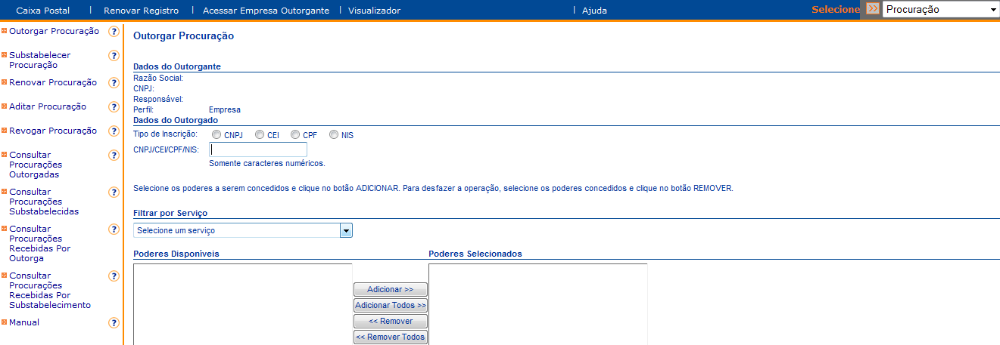 Caixa Postal | Renovar Registro | Acessar Empresa Outorgante | Visualizador | Ajuda Selecione >> Procuração
Outorgar Procuração ?
Substabelecer
Procuração ?
Renovar Procuração ?
Aditar Procuração ?
Revogar Procuração ?
Consultar
Procurações
Outorgadas ?
Consultar
Procurações
Substabelecidas ?
Consultar
Procurações
Recebidas Por
Outorga ?
Consultar
Procurações
Recebidas Por
Substabelecimento ?
Manual ?
Outorgar Procuração
Dados do Outorgante
Razão Social:
CNPJ:
Responsável:
Perfil: Empresa
Dados do Outorgado
Tipo de Inscrição: CNPJ CEI CPF NIS
CNPJ/CEI/CPF/NIS:
Somente caracteres numéricos.
Selecione os poderes a serem concedidos e clique no botão ADICIONAR. Para desfazer a operação, selecione os poderes concedidos e clique no botão REMOVER.
Filtrar por Serviço
Selecione um serviço
Poderes Disponíveis Poderes Selecionados
Adicionar >>
Adicionar Todos >>
<< Remover
<< Remover Todos